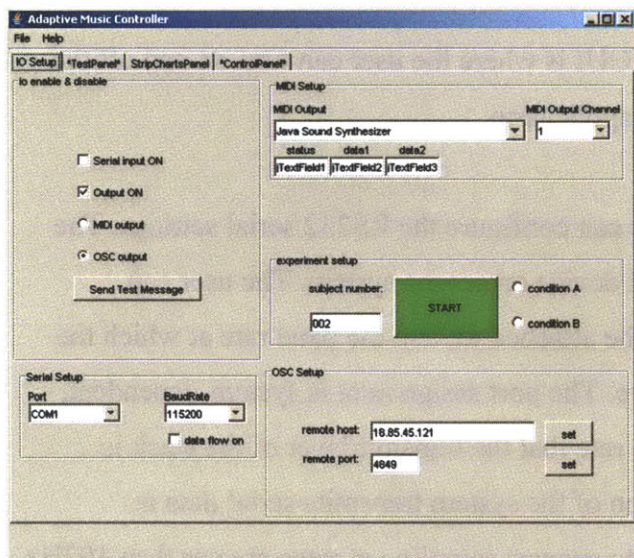 Adaptive Music Controller
File Help
IO Setup *TestPanel* StripChartsPanel *ControlPanel*
Io enable & disable
Serial input ON
Output ON
MIDI output
OSC output
Send Test Message
MIDI Setup
MIDI Output MIDI Output Channel
Java Sound Synthesizer 1
status data1 data2
jTextField1 jTextField2 jTextField3
experiment setup
subject number:
002
START
condition A
condition B
Serial Setup
Port BaudRate
COM1 115200
data flow on
OSC Setup
remote host: 18.85.45.121 set
remote port: 4849 set